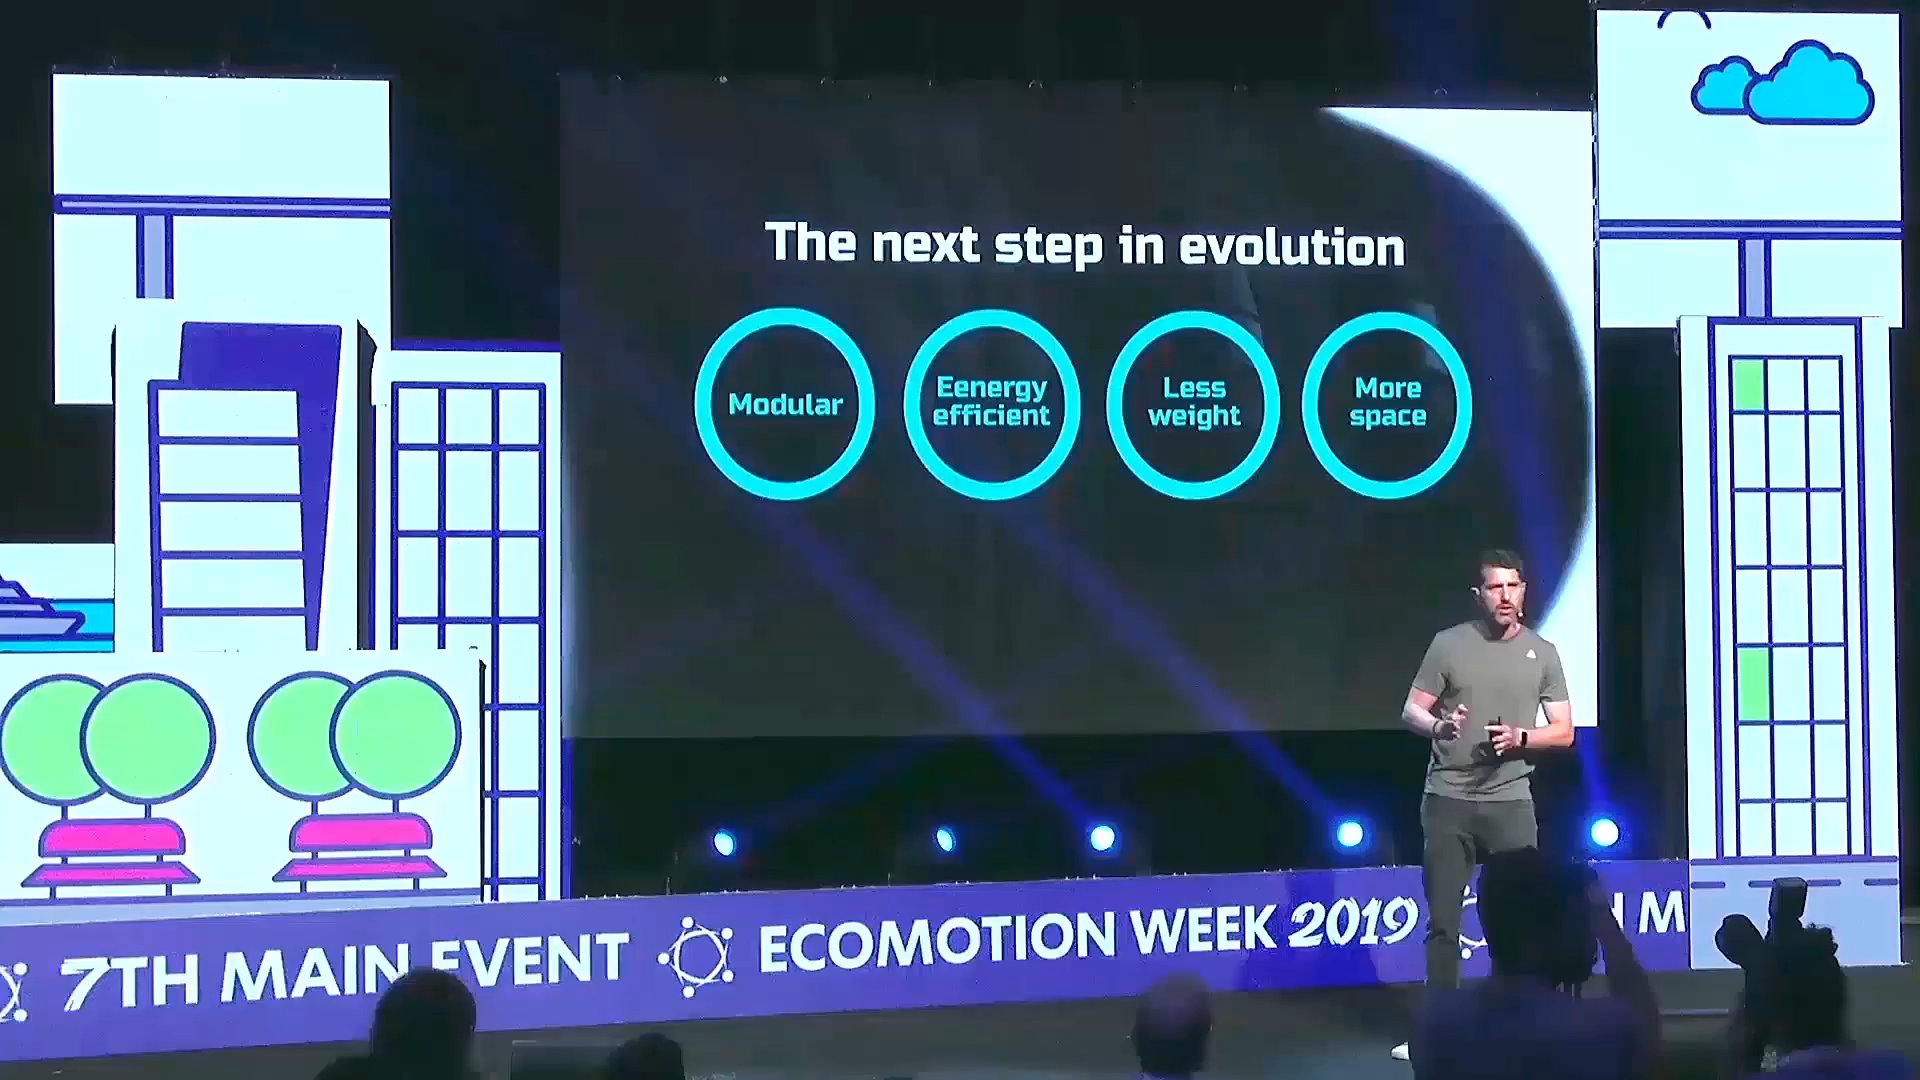 The next step in evolution
Modular
Eenergy
efficient
Less
weight
More
space
7TH MAIN EVENT ECOMOTION WEEK 2019 H M